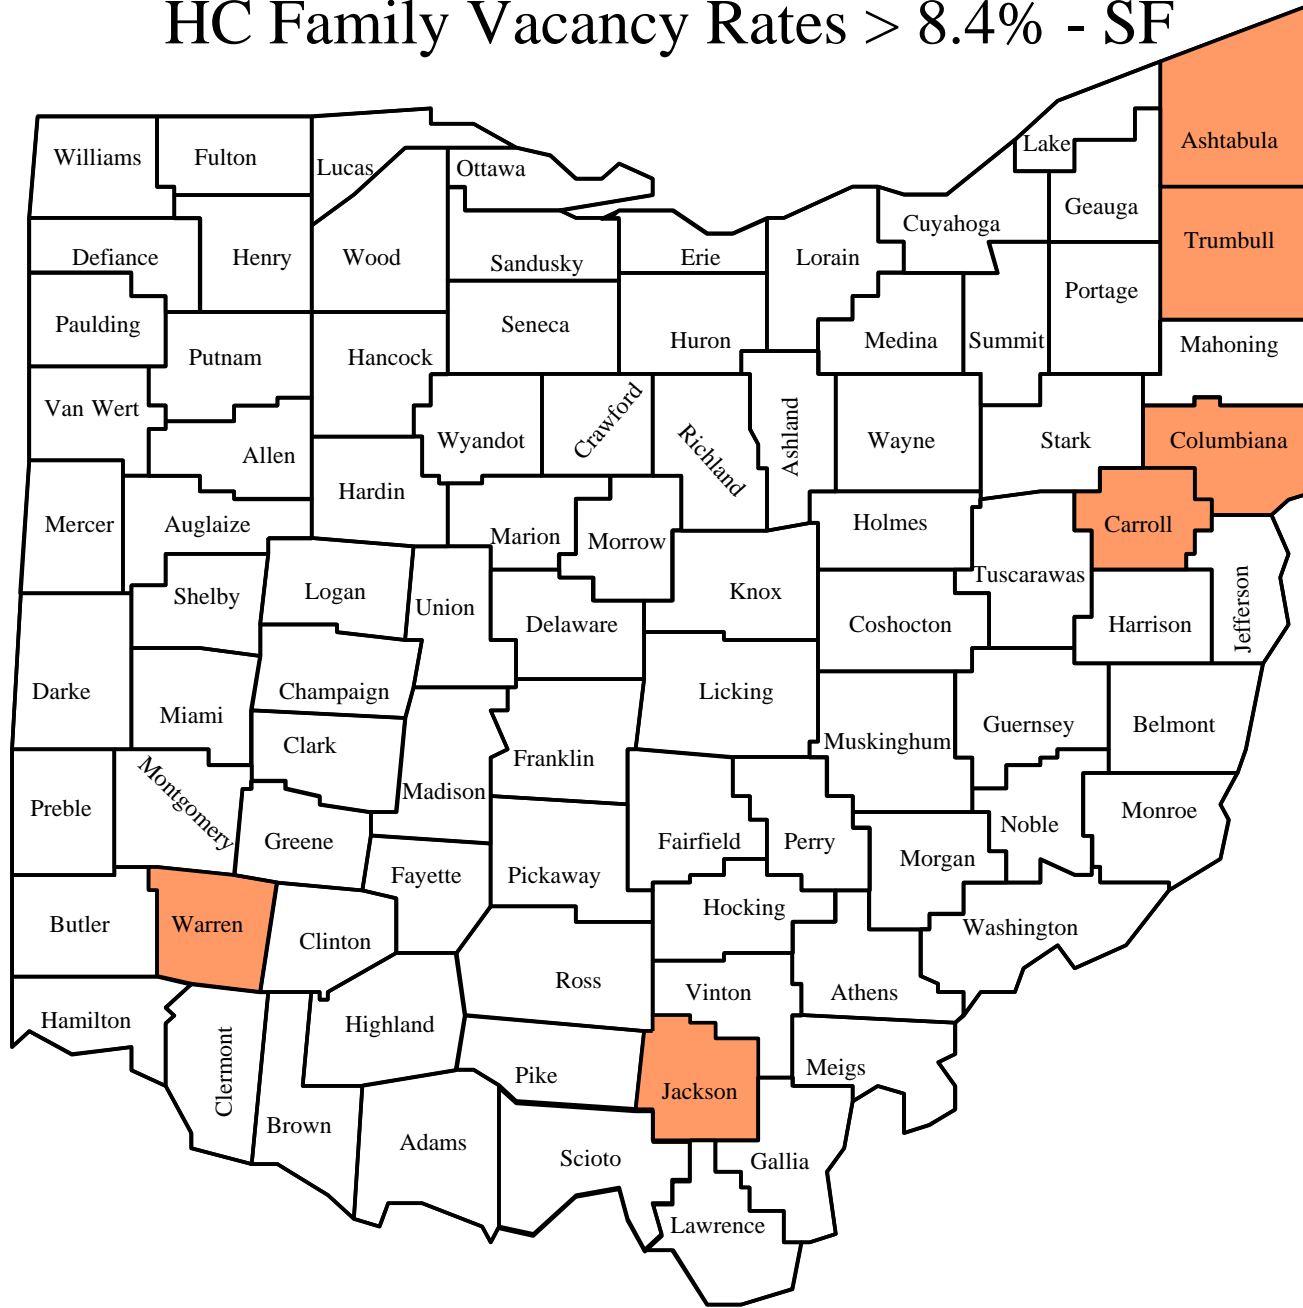 HC Family Vacancy Rates > 8.4% - SF
Williams
Fulton
Lucas
Ottawa
Lake
Ashtabula
Geauga
Cuyahoga
Trumbull
Defiance
Henry
Wood
Sandusky
Erie
Lorain
Portage
Paulding
Putnam
Hancock
Seneca
Huron
Medina
Summit
Mahoning
Van Wert
Allen
Wyandot
Crawford
Richland
Ashland
Wayne
Stark
Columbiana
Mercer
Auglaize
Hardin
Marion
Morrow
Holmes
Carroll
Shelby
Logan
Union
Delaware
Knox
Coshocton
Tuscarawas
Harrison
Jefferson
Darke
Miami
Champaign
Clark
Licking
Muskinghum
Guernsey
Belmont
Preble
Montgomery
Greene
Madison
Franklin
Fairfield
Perry
Morgan
Noble
Monroe
Fayette
Pickaway
Butler
Warren
Clinton
Hocking
Washington
Ross
Vinton
Athens
Hamilton
Clermont
Highland
Pike
Jackson
Meigs
Brown
Adams
Scioto
Gallia
Lawrence